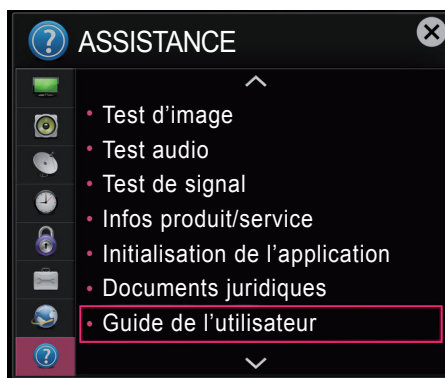 ASSISTANCE
• Test d’image
• Test audio
• Test de signal
• Infos produit/service
• Initialisation de l’application
• Documents juridiques
• Guide de l’utilisateur